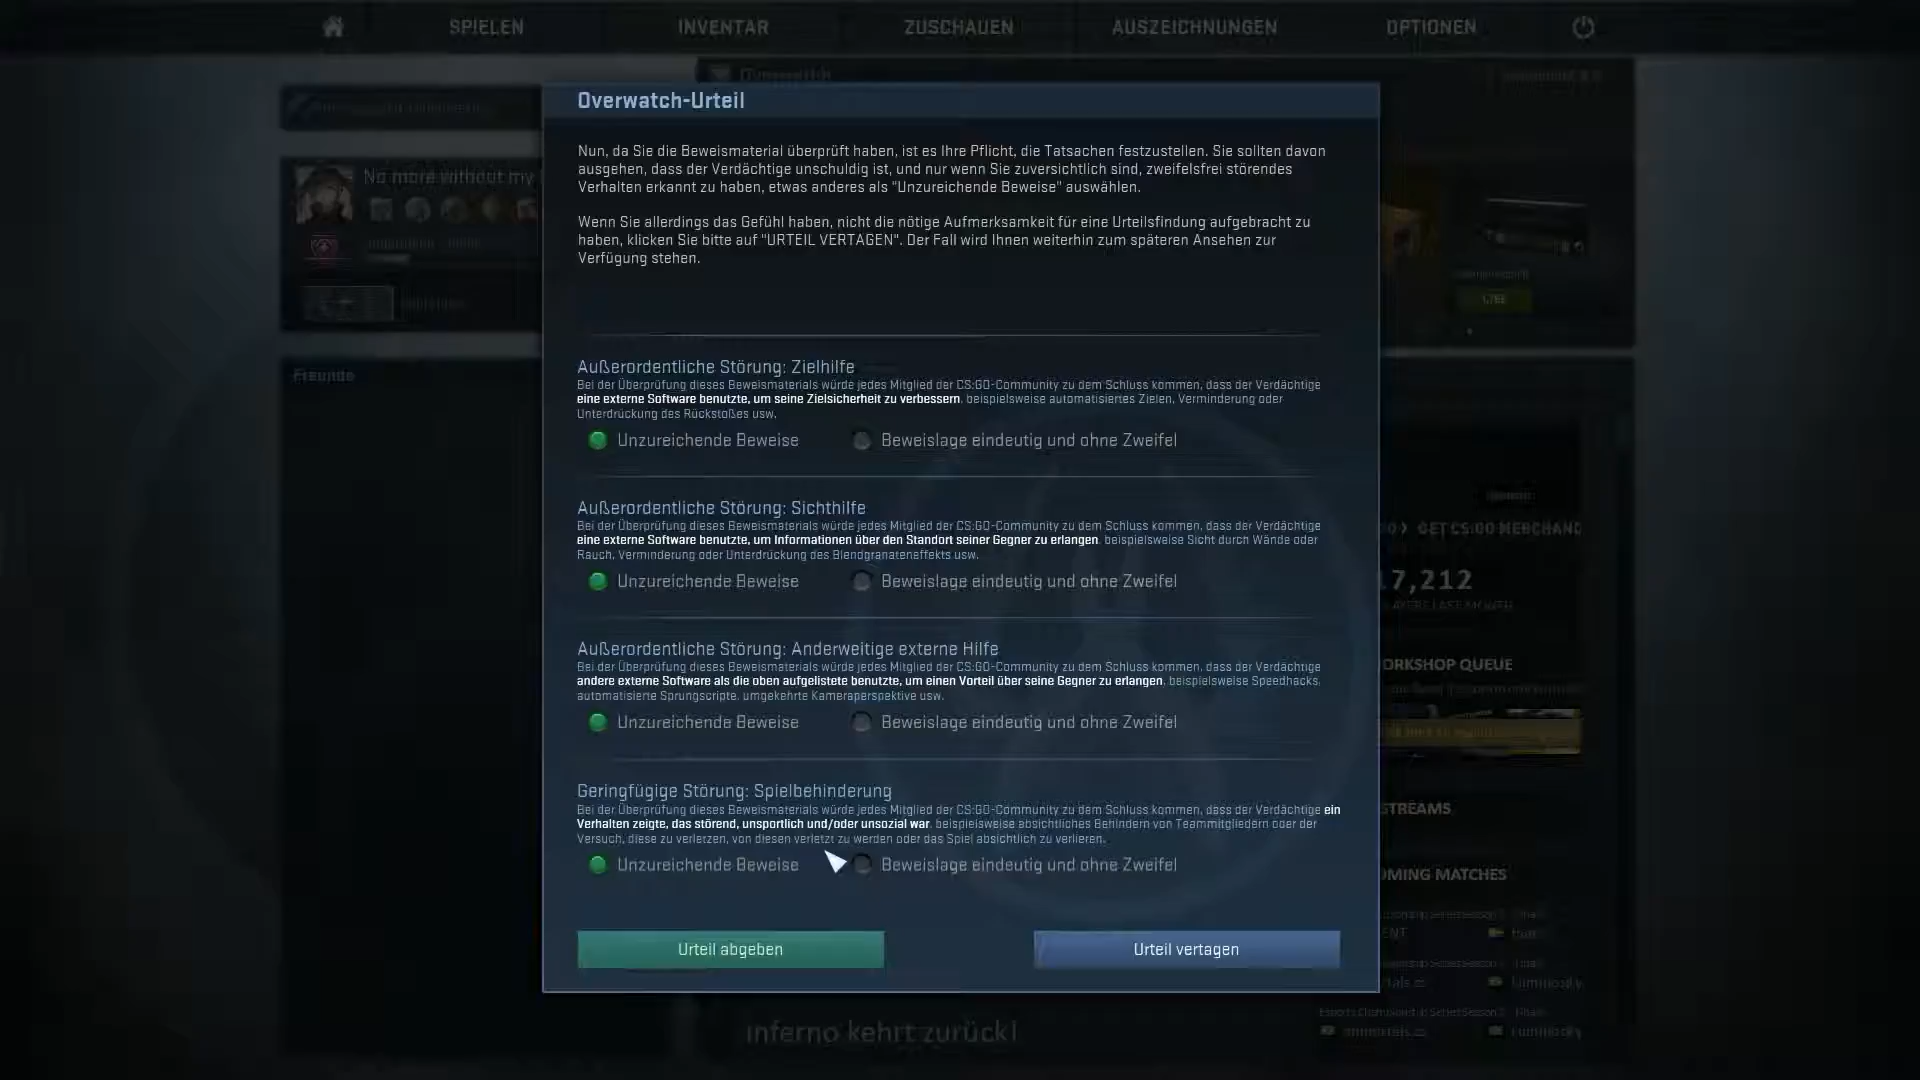 SPIELEN INVENTAR ZUSCHAUEN AUSZEICHNUNGEN OPTIONEN
Overwatch-Urteil
Nun, da Sie die Beweismaterial überprüft haben, ist es Ihre Pflicht, die Tatsachen festzustellen. Sie sollten davon
ausgehen, dass der Verdächtige unschuldig ist, und nur wenn Sie zuversichtlich sind, zweifelsfrei störendes
Verhalten erkannt zu haben, etwas anderes als "Unzureichende Beweise" auswählen.
Wenn Sie allerdings das Gefühl haben, nicht die nötige Aufmerksamkeit für eine Urteilsfindung aufgebracht zu
haben, klicken Sie bitte auf "URTEIL VERTAGEN". Der Fall wird Ihnen weiterhin zum späteren Ansehen zur
Verfügung stehen.
Außerordentliche Störung: Zielhilfe
Bei der Überprüfung dieses Beweismaterials würde jedes Mitglied der CS:GO-Community zu dem Schluss kommen, dass der Verdächtige
eine externe Software benutzte, um seine Zielsicherheit zu verbessern, beispielsweise automatisiertes Zielen, Verminderung oder
Unterdrückung des Rückstoßes usw.
Unzureichende Beweise Beweislage eindeutig und ohne Zweifel
Außerordentliche Störung: Sichthilfe
Bei der Überprüfung dieses Beweismaterials würde jedes Mitglied der CS:GO-Community zu dem Schluss kommen, dass der Verdächtige
eine externe Software benutzte, um Informationen über den Standort seiner Gegner zu erlangen, beispielsweise Sicht durch Wände oder
Rauch, Verminderung oder Unterdrückung des Blendgranateneffekts usw.
Unzureichende Beweise Beweislage eindeutig und ohne Zweifel
Außerordentliche Störung: Anderweitige externe Hilfe
Bei der Überprüfung dieses Beweismaterials würde jedes Mitglied der CS:GO-Community zu dem Schluss kommen, dass der Verdächtige
andere externe Software als die oben aufgelistete benutzte, um einen Vorteil über seine Gegner zu erlangen, beispielsweise Speedhacks,
automatisierte Sprungscripte, umgekehrte Kameraperspektive usw.
Unzureichende Beweise Beweislage eindeutig und ohne Zweifel
Geringfügige Störung: Spielbehinderung
Bei der Überprüfung dieses Beweismaterials würde jedes Mitglied der CS:GO-Community zu dem Schluss kommen, dass der Verdächtige ein
Verhalten zeigte, das störend, unsportlich und/oder unsozial war, beispielsweise absichtliches Behindern von Teammitgliedern oder der
Versuch, diese zu verletzen, von diesen verletzt zu werden oder das Spiel absichtlich zu verlieren.
Unzureichende Beweise Beweislage eindeutig und ohne Zweifel
Urteil abgeben Urteil vertagen
No more without my
Freunde
GET CS:GO MERCHAND
17,212
ORKSHOP QUEUE
STREAMS
OMING MATCHES
inferno kehrt zurück!